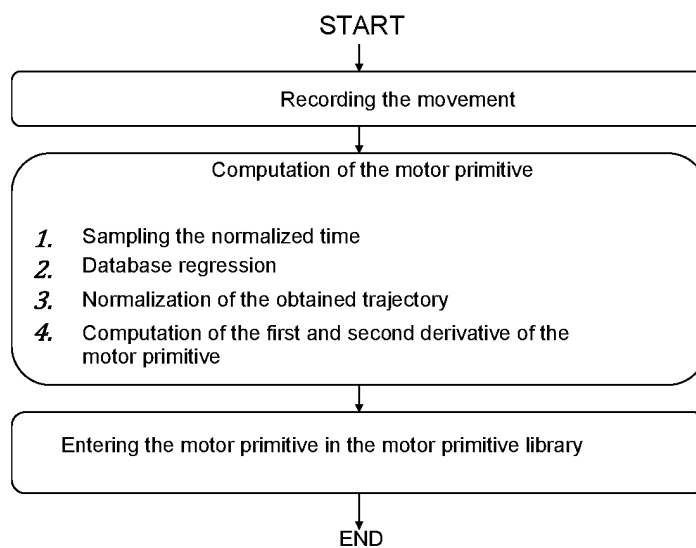 START
Recording the movement
Computation of the motor primitive
1. Sampling the normalized time
2. Database regression
3. Normalization of the obtained trajectory
4. Computation of the first and second derivative of the
motor primitive
Entering the motor primitive in the motor primitive library
END